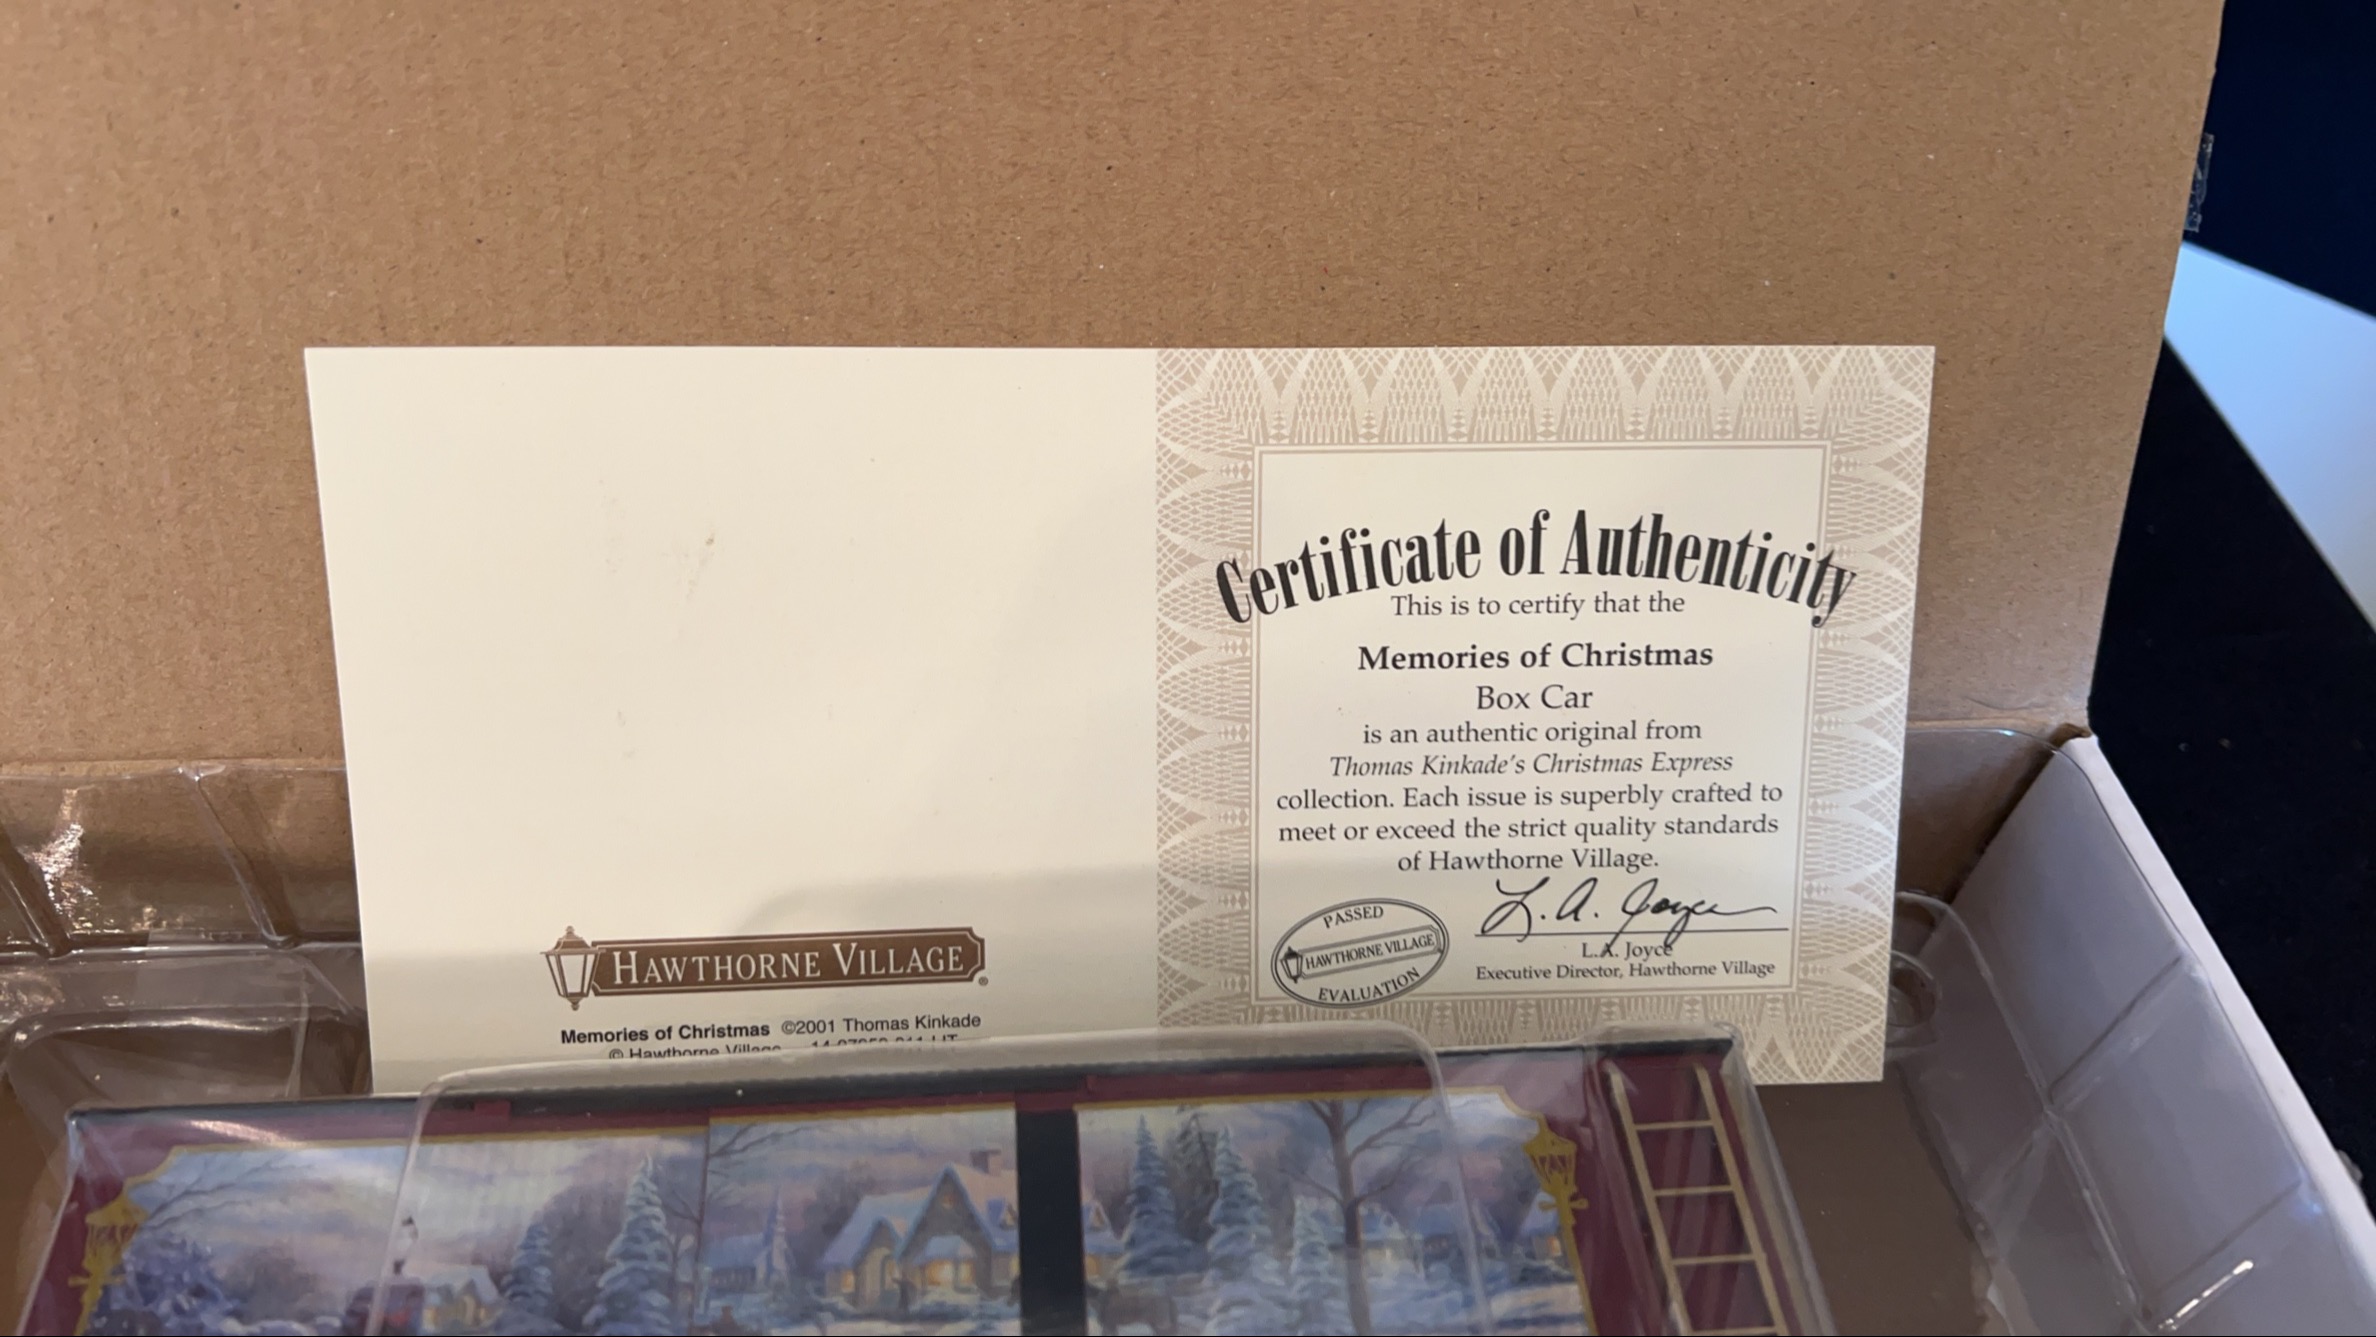 Certificate of Authenticity
This is to certify that the
Memories of Christmas
Box Car
is an authentic original from
Thomas Kinkade's Christmas Express
collection. Each issue is superbly crafted to
meet or exceed the strict quality standards
of Hawthorne Village.
PASSED
HAWTHORNE VILLAGE
EVALUATION
L. A. Joyce
L.A. Joyce
Executive Director, Hawthorne Village
HAWTHORNE VILLAGE®
Memories of Christmas ©2001 Thomas Kinkade
© Hawthorne Village